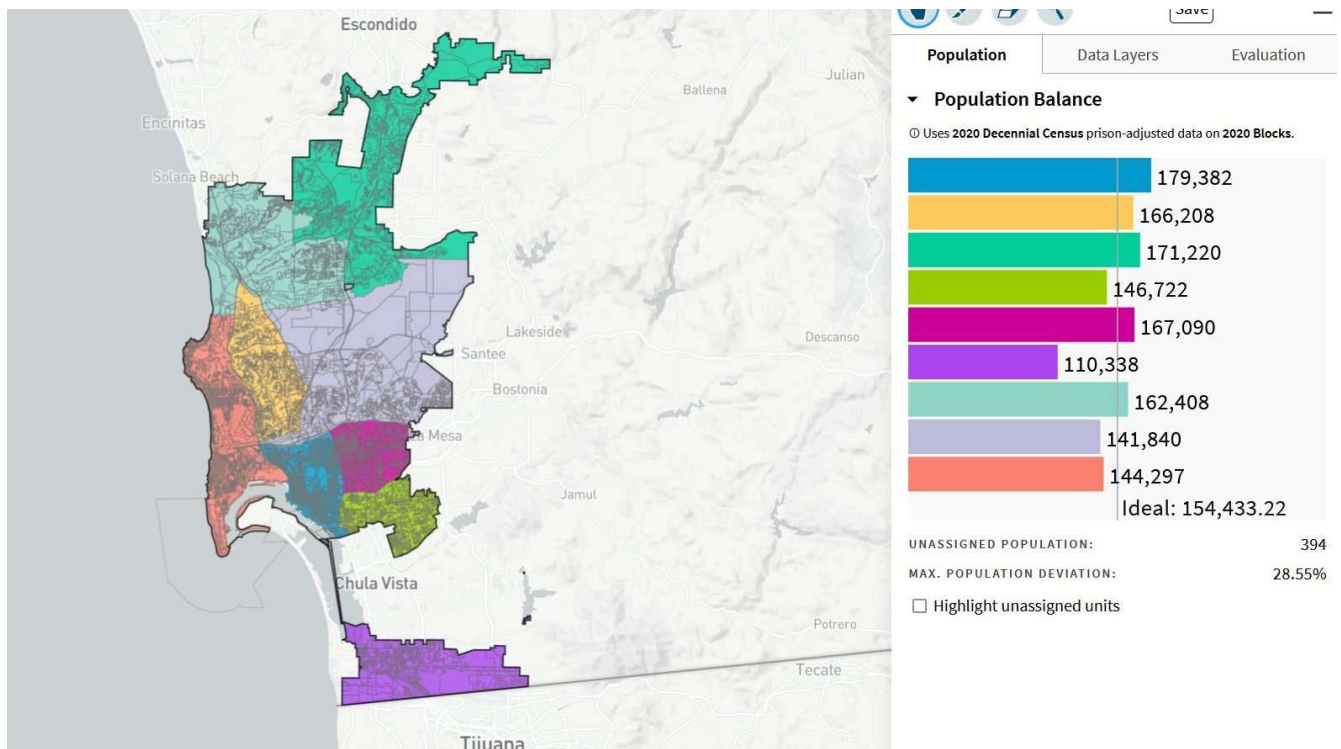 Escondido
Julian
Ballena
Encinitas
Solana Beach
Lakeside
Descanso
Santee
Bostonia
La Mesa
Jamul
Chula Vista
Potrero
Tecate
Tijuana
Save
Population
Data Layers
Evaluation
Population Balance
Uses 2020 Decennial Census prison-adjusted data on 2020 Blocks.
179,382
166,208
171,220
146,722
167,090
110,338
162,408
141,840
144,297
Ideal: 154,433.22
UNASSIGNED POPULATION: 394
MAX. POPULATION DEVIATION: 28.55%
Highlight unassigned units